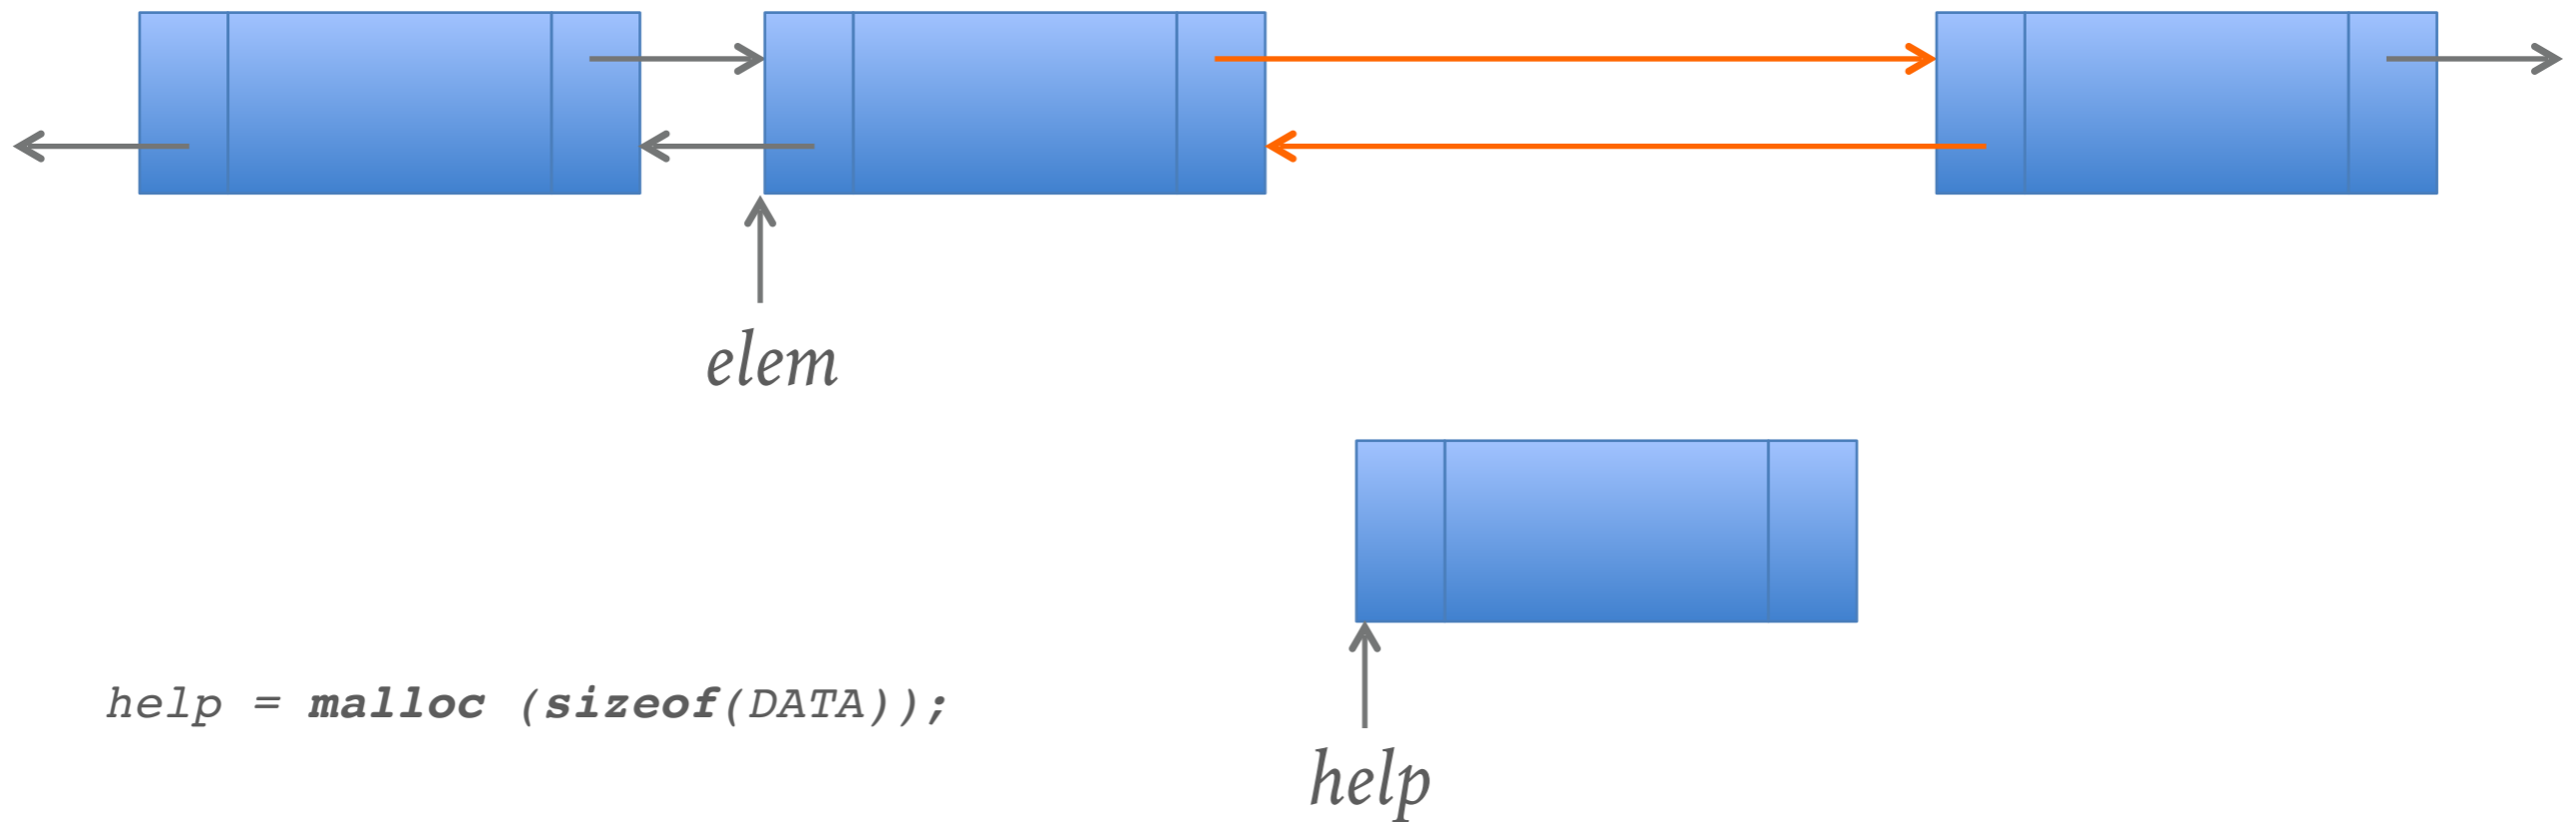 elem
help = malloc (sizeof(DATA));
help